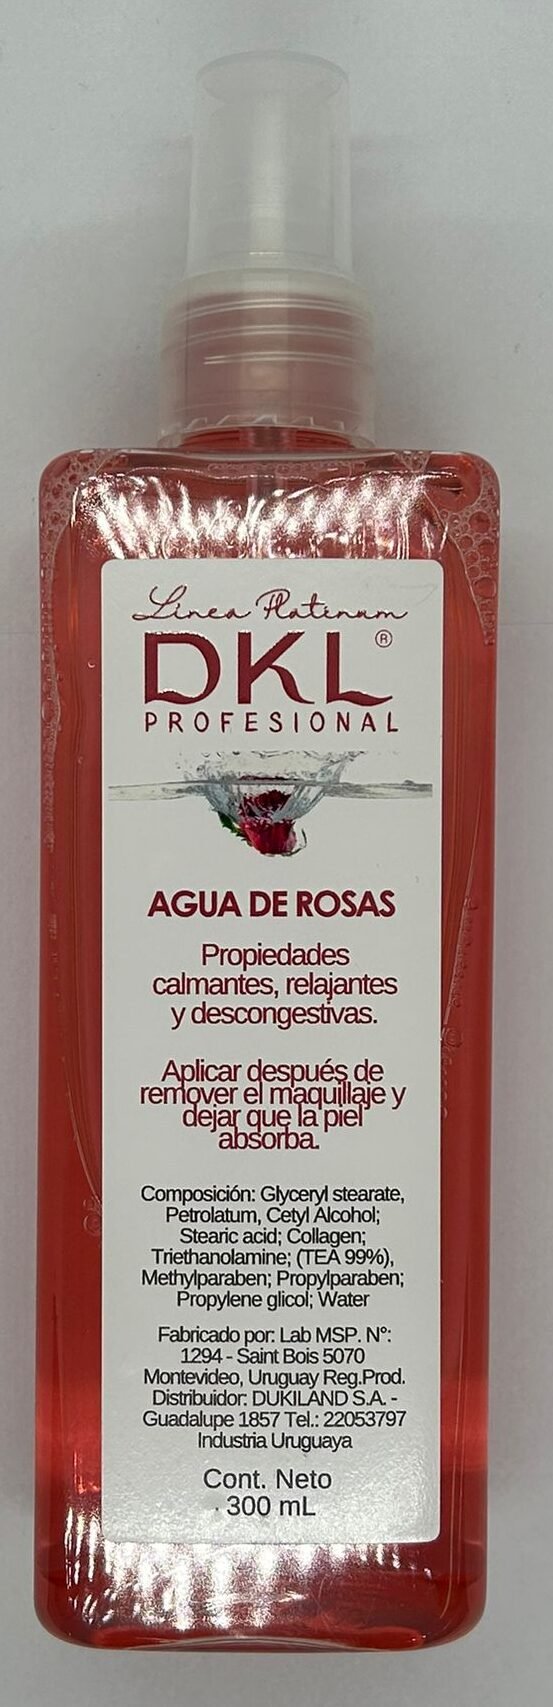 Linea Platinum
DKL®
PROFESIONAL
AGUA DE ROSAS
Propiedades
calmantes, relajantes
y descongestivas.
Aplicar después de
remover el maquillaje y
dejar que la piel
absorba.
Composición: Glyceryl stearate,
Petrolatum, Cetyl Alcohol;
Stearic acid; Collagen;
Triethanolamine; (TEA 99%),
Methylparaben; Propylparaben;
Propylene glicol; Water
Fabricado por: Lab MSP. N°:
1294 - Saint Bois 5070
Montevideo, Uruguay Reg.Prod.
Distribuidor: DUKILAND S.A. -
Guadalupe 1857 Tel.: 22053797
Industria Uruguaya
Cont. Neto
300 mL